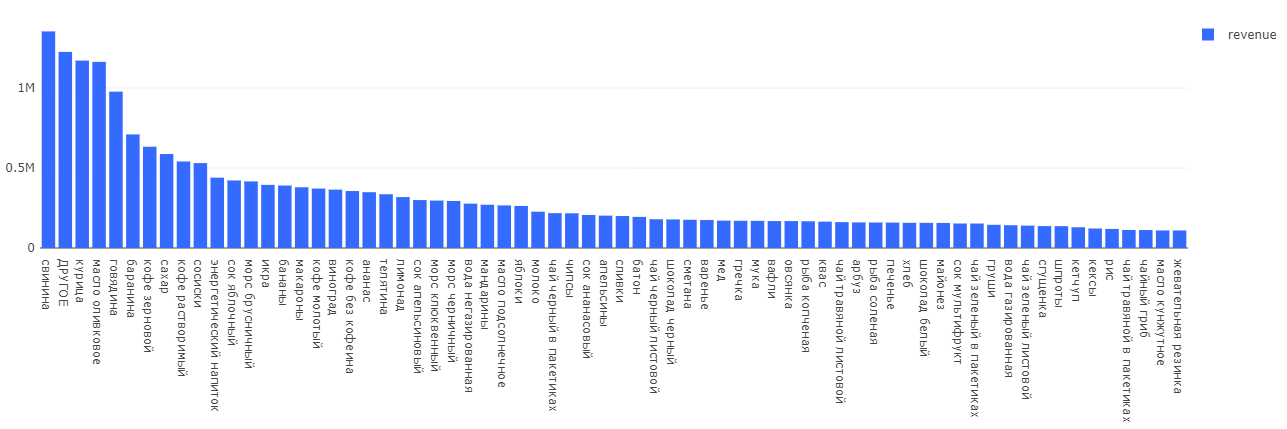 revenue
1M
0.5M
0
свинина
ДРУГОЕ
курица
масло оливковое
говядина
баранина
кофе зерновой
сахар
кофе растворимый
сосиски
энергетический напиток
сок яблочный
морс брусничный
икра
бананы
макароны
кофе молотый
виноград
кофе без кофеина
ананас
телятина
лимонад
сок апельсиновый
морс клюквенный
морс черничный
вода негазированная
мандарины
масло подсолнечное
яблоки
молоко
чай черный в пакетиках
чипсы
сок ананасовый
апельсины
сливки
батон
чай черный листовой
шоколад черный
сметана
варенье
мед
гречка
мука
вафли
овсянка
рыба копченая
квас
чай травяной листовой
арбуз
рыба соленая
печенье
хлеб
шоколад белый
майонез
сок мультифрукт
чай зеленый в пакетиках
груши
вода газированная
чай зеленый листовой
сгущенка
шпроты
кетчуп
кексы
рис
чай травяной в пакетиках
чайный гриб
масло кунжутное
жевательная резинка